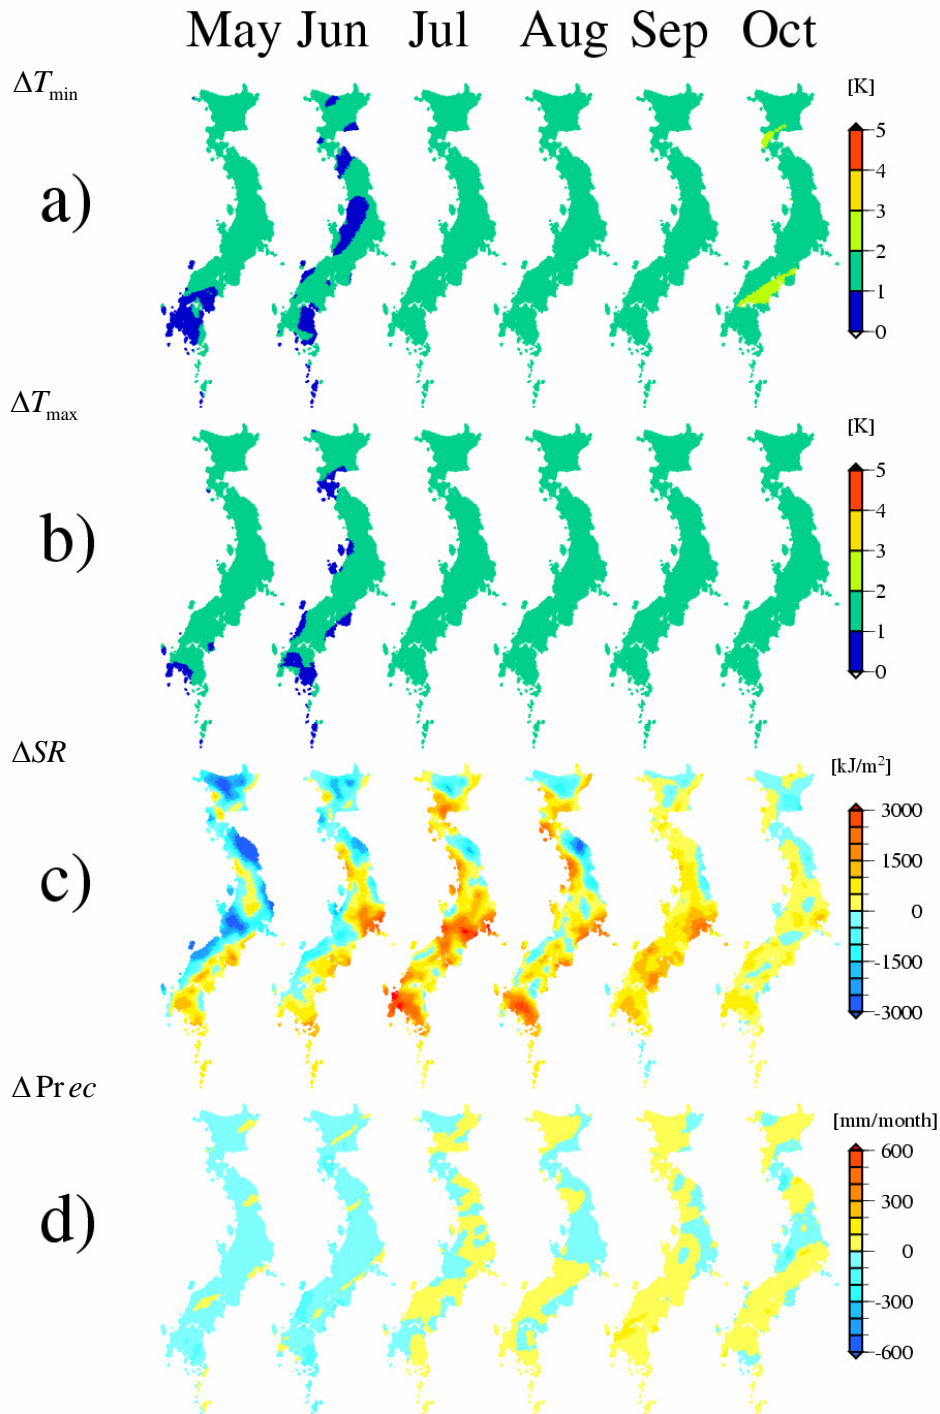 May Jun Jul Aug Sep Oct
ΔTmin
[K]
a)
5
4
3
2
1
0
ΔTmax
[K]
b)
5
4
3
2
1
0
ΔSR
[kJ/m²]
c)
3000
1500
0
-1500
-3000
ΔPrec
[mm/month]
d)
600
300
0
-300
-600